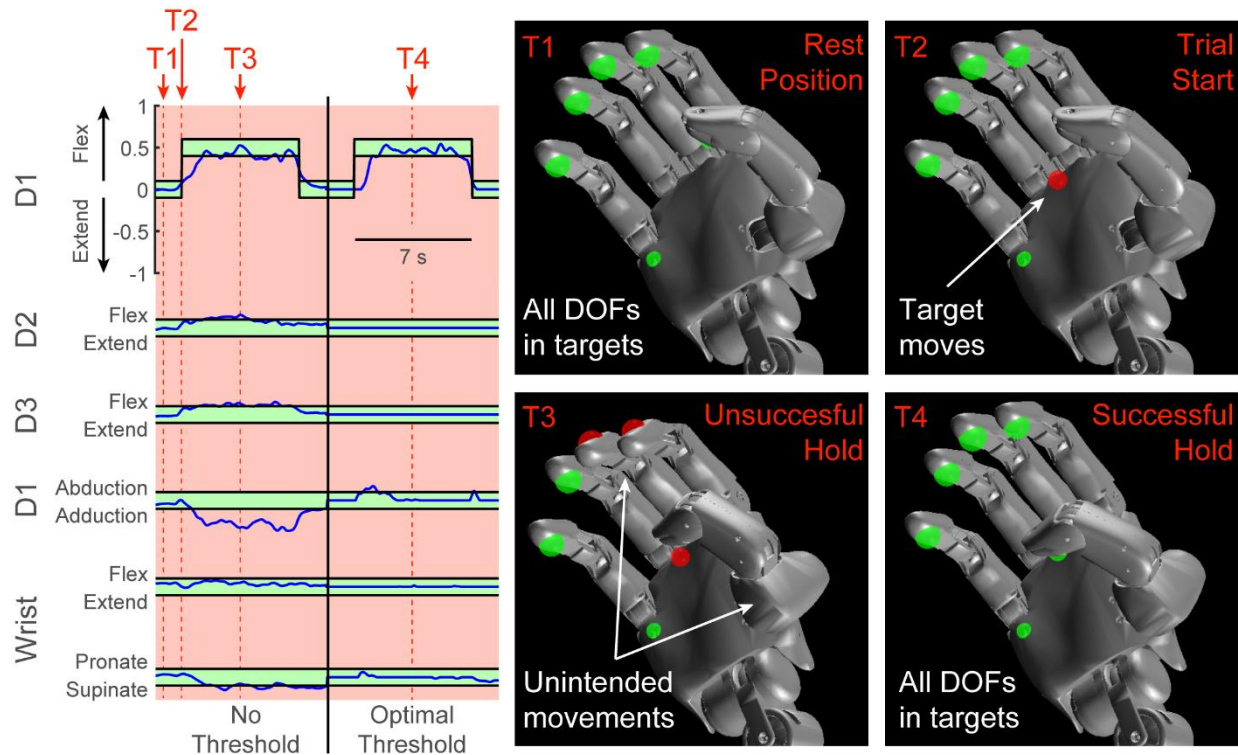 T2
T1
T3
T4
1
0.5
0
-0.5
-1
Flex
Extend
D1
7 s
D2
Flex
Extend
D3
Flex
Extend
D1
Abduction
Adduction
Wrist
Flex
Extend
Pronate
Supinate
No
Threshold
Optimal
Threshold
T1
Rest
Position
All DOFs
in targets
T2
Trial
Start
Target
moves
T3
Unsuccesful
Hold
Unintended
movements
T4
Successful
Hold
All DOFs
in targets